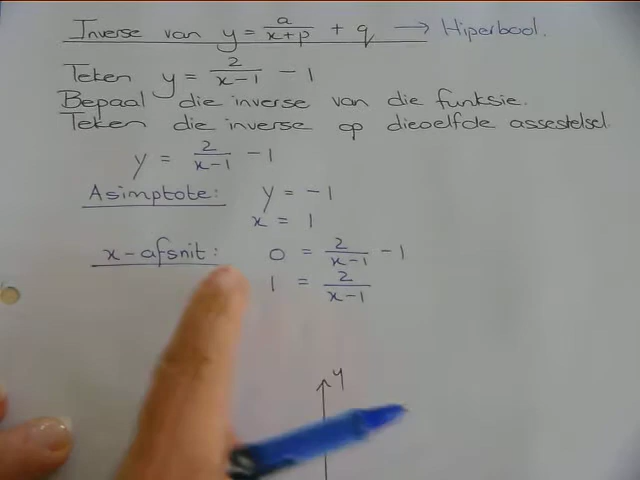 Inverse van y = a/(x+p) + q → Hiperbool.
Teken y = 2/(x-1) - 1
Bepaal die inverse van die funksie.
Teken die inverse op dieselfde assestelsel.
y = 2/(x-1) - 1
Asimptote: y = -1
x = 1
x-afsnit: 0 = 2/(x-1) - 1
1 = 2/(x-1)
y